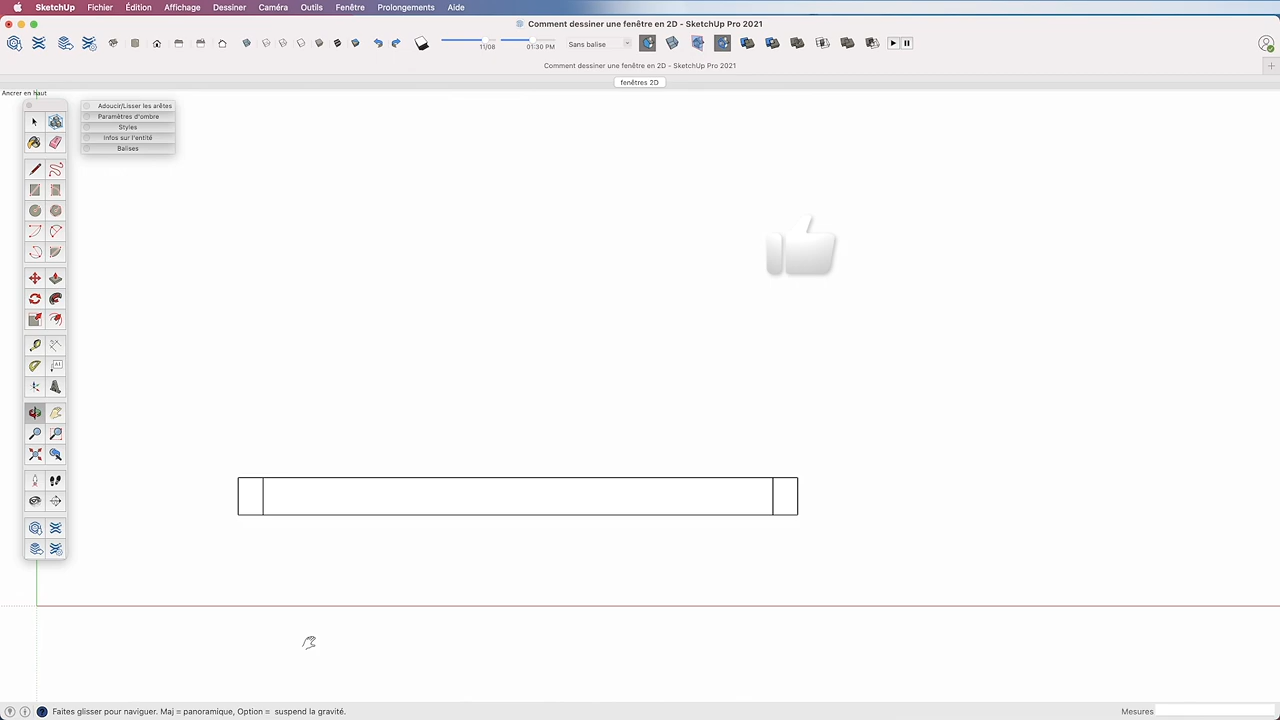 SketchUp Fichier Édition Affichage Dessiner Caméra Outils Fenêtre Prolongements Aide
Comment dessiner une fenêtre en 2D - SketchUp Pro 2021
11/08 01:30 PM Sans balise
Comment dessiner une fenêtre en 2D - SketchUp Pro 2021
fenêtres 2D
Ancrer en haut
Adoucir/Lisser les arêtes
Paramètres d'ombre
Styles
Infos sur l'entité
Balises
A1
Faites glisser pour naviguer. Maj = panoramique, Option = suspend la gravité.
Mesures